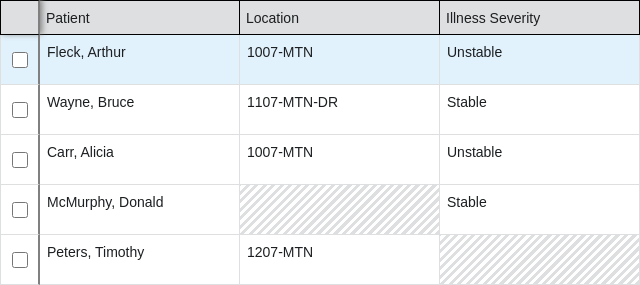 Patient Location Illness Severity
Fleck, Arthur 1007-MTN Unstable
Wayne, Bruce 1107-MTN-DR Stable
Carr, Alicia 1007-MTN Unstable
McMurphy, Donald Stable
Peters, Timothy 1207-MTN